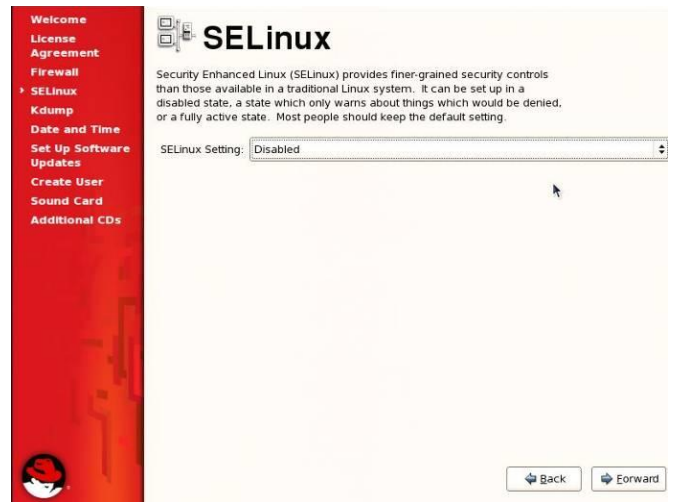 Welcome
License
Agreement
Firewall
SELinux
Kdump
Date and Time
Set Up Software
Updates
Create User
Sound Card
Additional CDs
SELinux
Security Enhanced Linux (SELinux) provides finer-grained security controls
than those available in a traditional Linux system. It can be set up in a
disabled state, a state which only warns about things which would be denied,
or a fully active state. Most people should keep the default setting.
SELinux Setting: Disabled
Back Forward